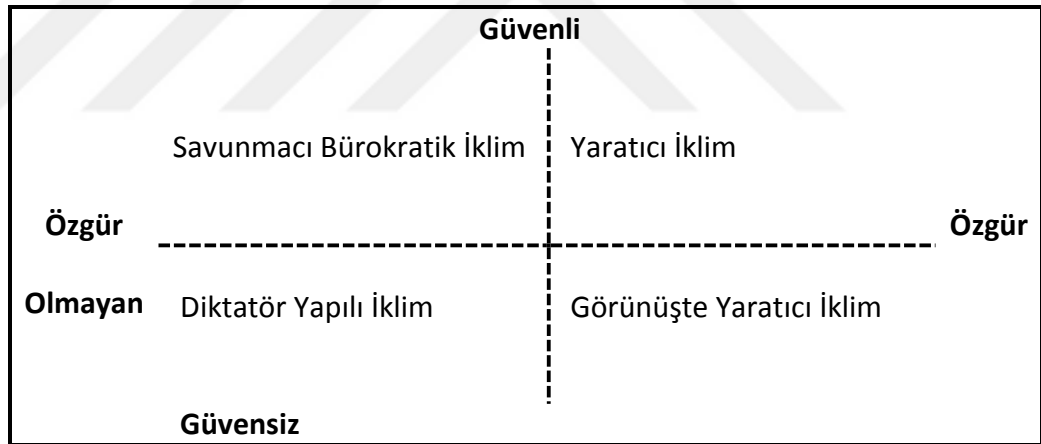 Güvenli
Savunmacı Bürokratik İklim
Yaratıcı İklim
Özgür
Özgür
Olmayan
Diktatör Yapılı İklim
Görünüşte Yaratıcı İklim
Güvensiz